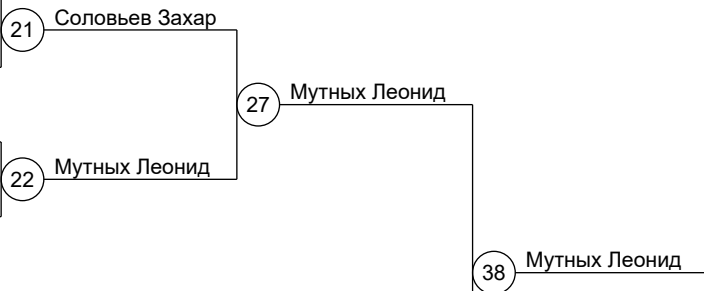 21 Соловьев Захар
27 Мутных Леонид
22 Мутных Леонид
38 Мутных Леонид